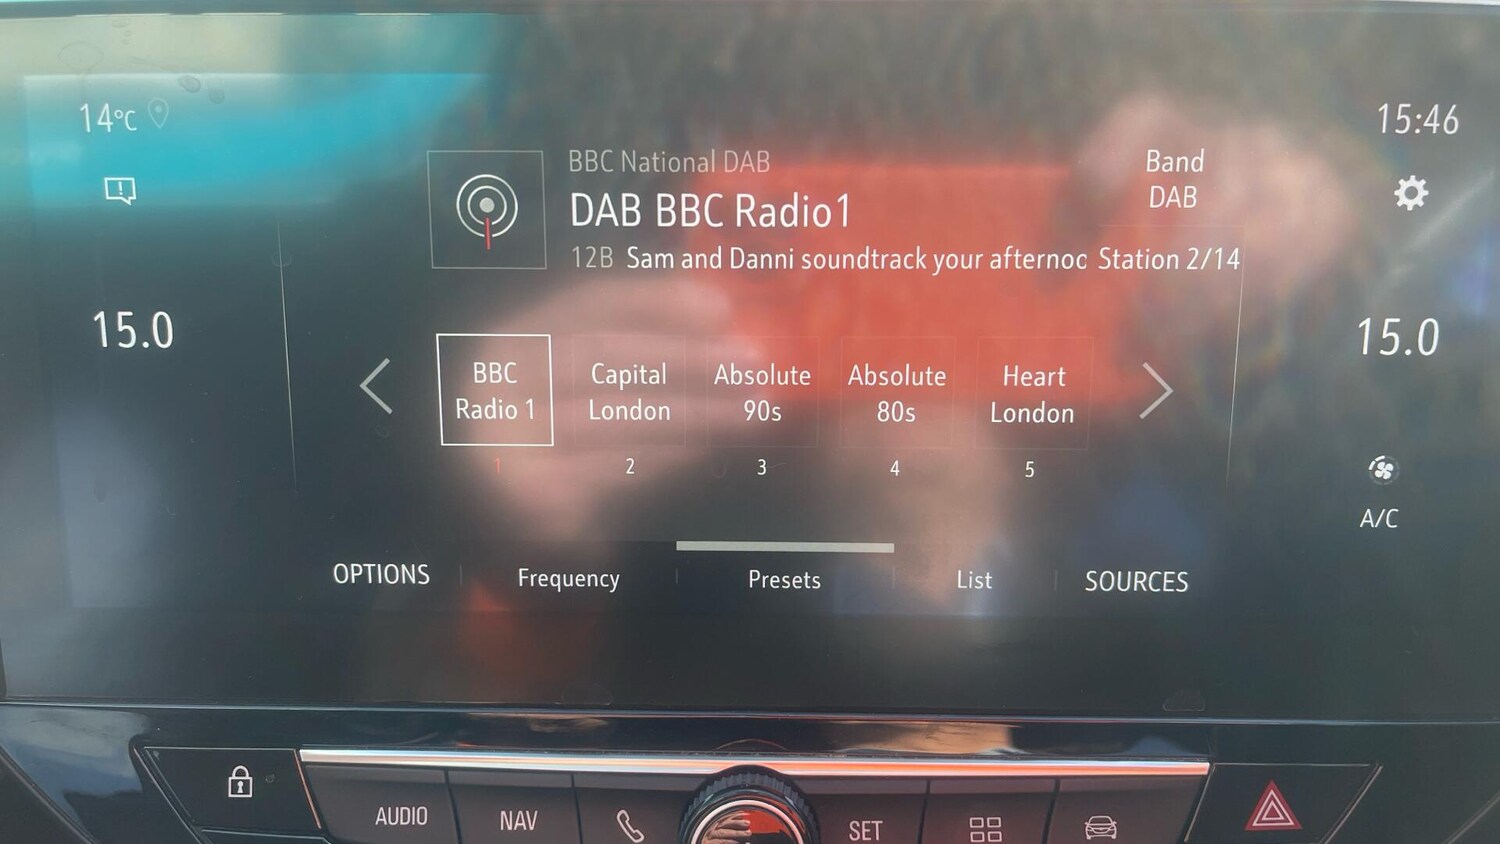 14°C
15:46
BBC National DAB
Band
DAB BBC Radio1
DAB
12B Sam and Danni soundtrack your afternoc Station 2/14
15.0
15.0
BBC
Radio 1
Capital
London
Absolute
90s
Absolute
80s
Heart
London
1
2
3
4
5
A/C
OPTIONS
Frequency
Presets
List
SOURCES
AUDIO
NAV
SET